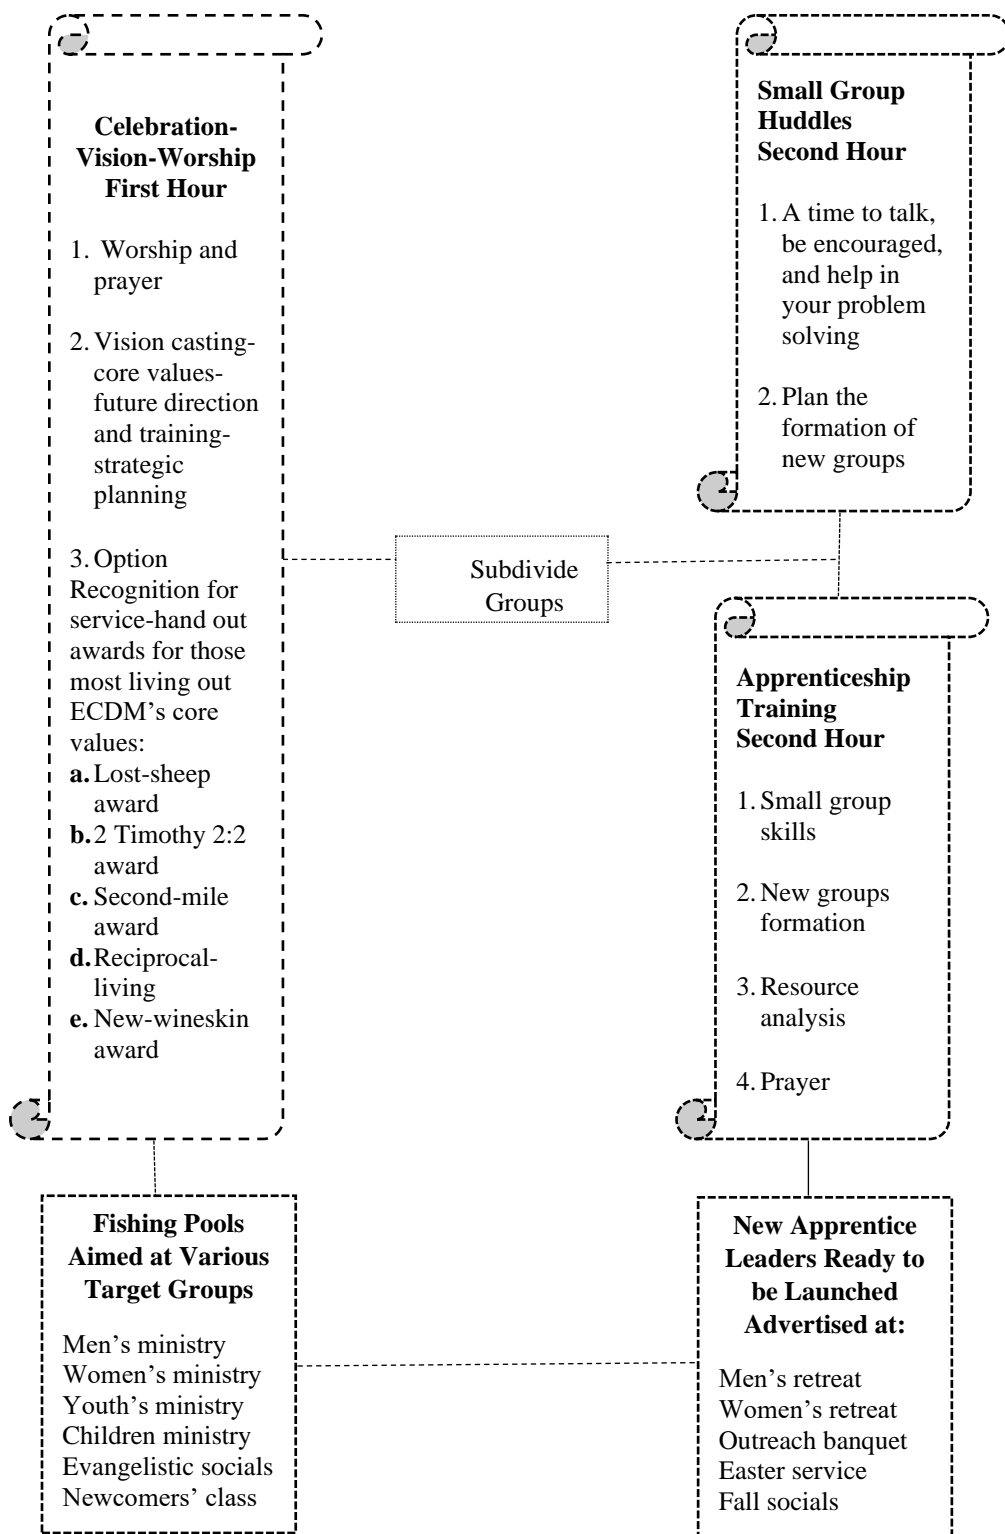 Celebration-
Vision-Worship
First Hour
1. Worship and
prayer
2. Vision casting-
core values-
future direction
and training-
strategic
planning
3. Option
Recognition for
service-hand out
awards for those
most living out
ECDM’s core
values:
a. Lost-sheep
award
b. 2 Timothy 2:2
award
c. Second-mile
award
d. Reciprocal-
living
e. New-wineskin
award
Subdivide
Groups
Small Group
Huddles
Second Hour
1. A time to talk,
be encouraged,
and help in
your problem
solving
2. Plan the
formation of
new groups
Apprenticeship
Training
Second Hour
1. Small group
skills
2. New groups
formation
3. Resource
analysis
4. Prayer
Fishing Pools
Aimed at Various
Target Groups
Men’s ministry
Women’s ministry
Youth’s ministry
Children ministry
Evangelistic socials
Newcomers’ class
New Apprentice
Leaders Ready to
be Launched
Advertised at:
Men’s retreat
Women’s retreat
Outreach banquet
Easter service
Fall socials